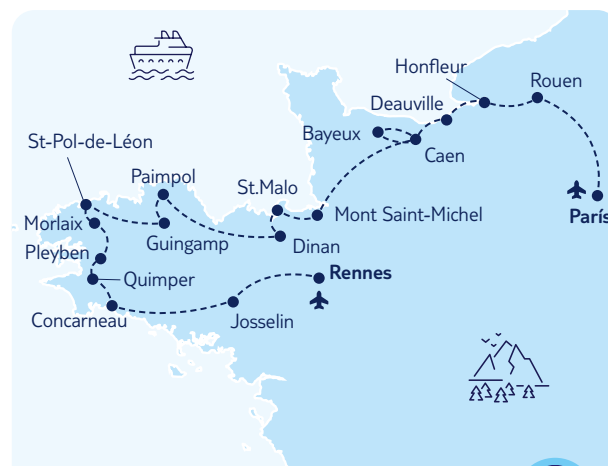 Honfleur
Rouen
Deauville
Bayeux
Caen
St-Pol-de-Léon
Paimpol
St.Malo
Morlaix
Guingamp
Mont Saint-Michel
París
Dinan
Pleyben
Quimper
Rennes
Concarneau
Josselin